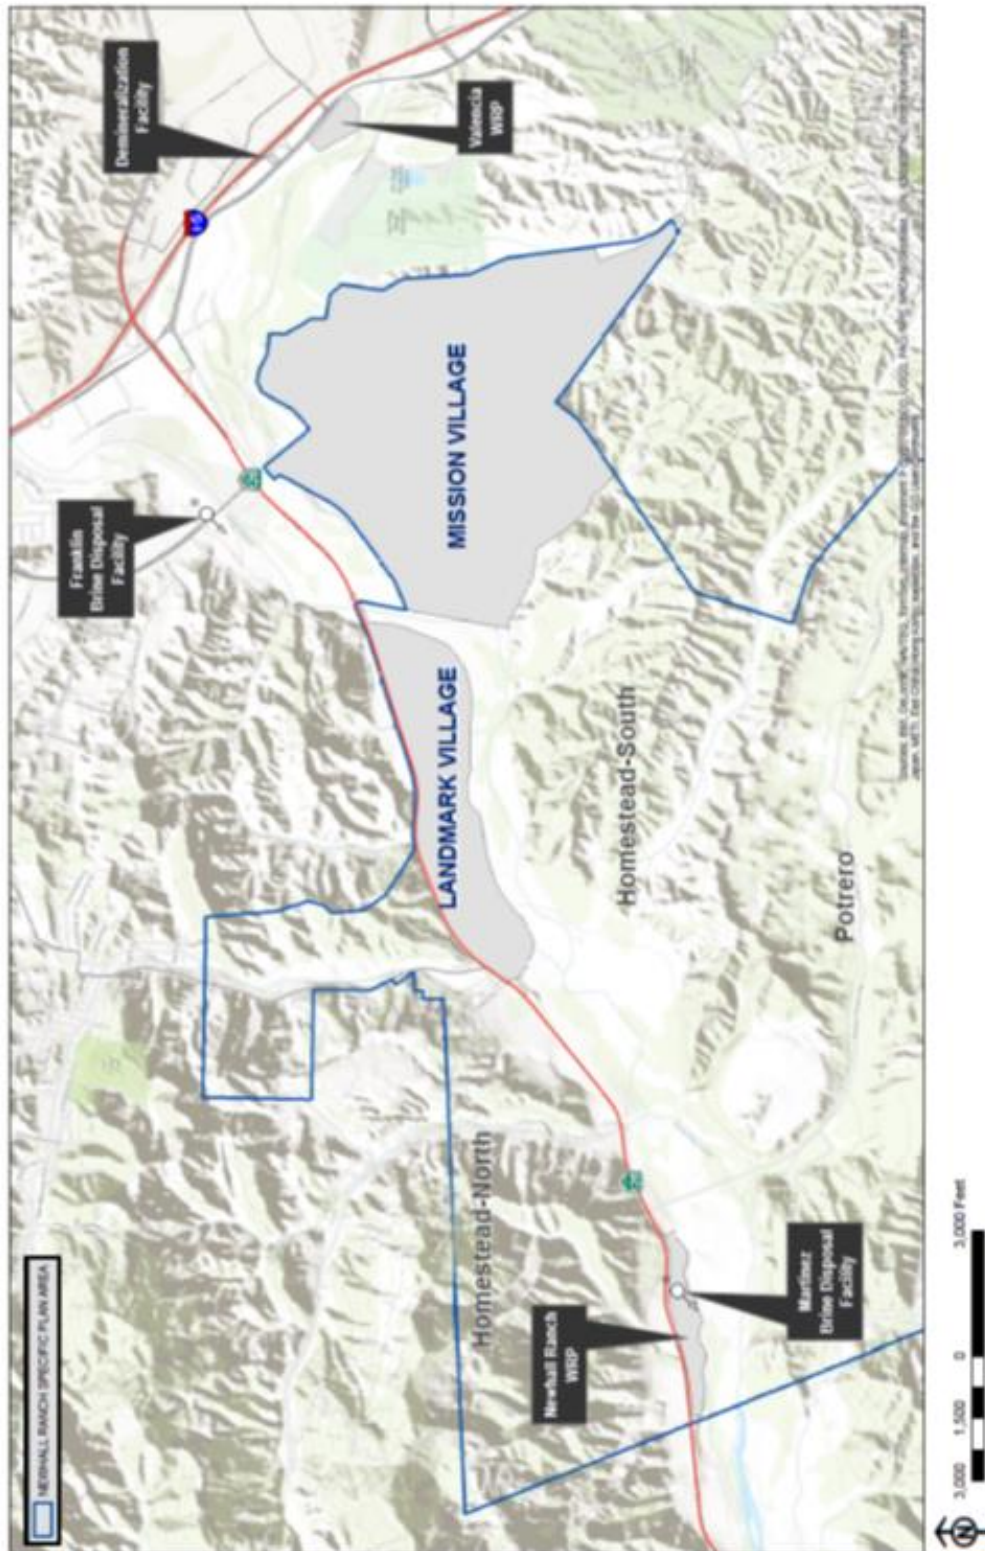 NEWHALL RANCH SPECIFIC PLAN AREA
Demineralization
Facility
Valencia
WRP
Franklin
Brine Disposal
Facility
MISSION VILLAGE
LANDMARK VILLAGE
Homestead-South
Potrero
Homestead-North
Newhall Ranch
WRP
Martinez
Brine Disposal
Facility
N
3,000 1,500 0 3,000 Feet